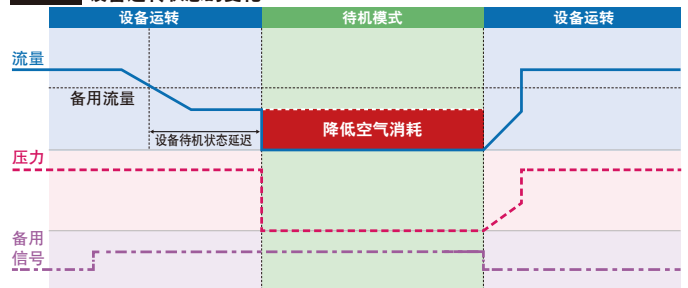 设备运转 待机模式 设备运转
流量
备用流量
设备待机状态延迟
降低空气消耗
压力
备用
信号